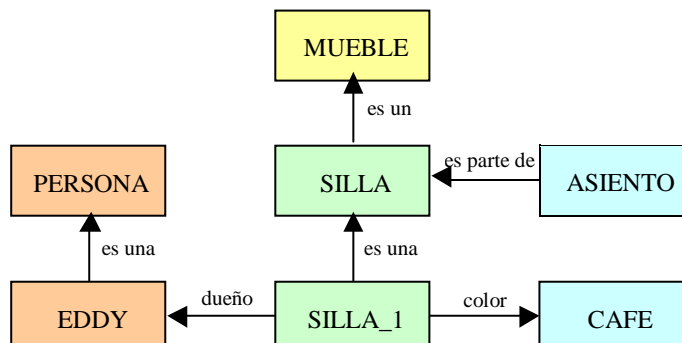 MUEBLE
es un
PERSONA
SILLA
es parte de
ASIENTO
es una
es una
EDDY
dueño
SILLA_1
color
CAFE